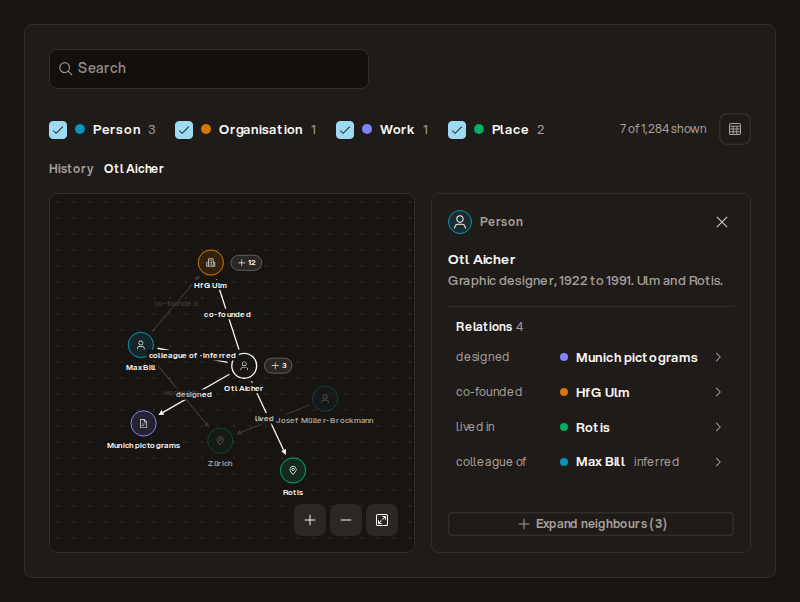 Search
Person 3
Organisation 1
Work 1
Place 2
7 of 1,284 shown
History Otl Aicher
+ 12
HfG Ulm
co-founded
co-founded
colleague of · inferred
Max Bill
+ 3
Otl Aicher
designed
lived
Josef Müller-Brockmann
Munich pictograms
Zürich
Rotis
Person
Otl Aicher
Graphic designer, 1922 to 1991. Ulm and Rotis.
Relations 4
designed Munich pictograms
co-founded HfG Ulm
lived in Rotis
colleague of Max Bill inferred
+ Expand neighbours (3)